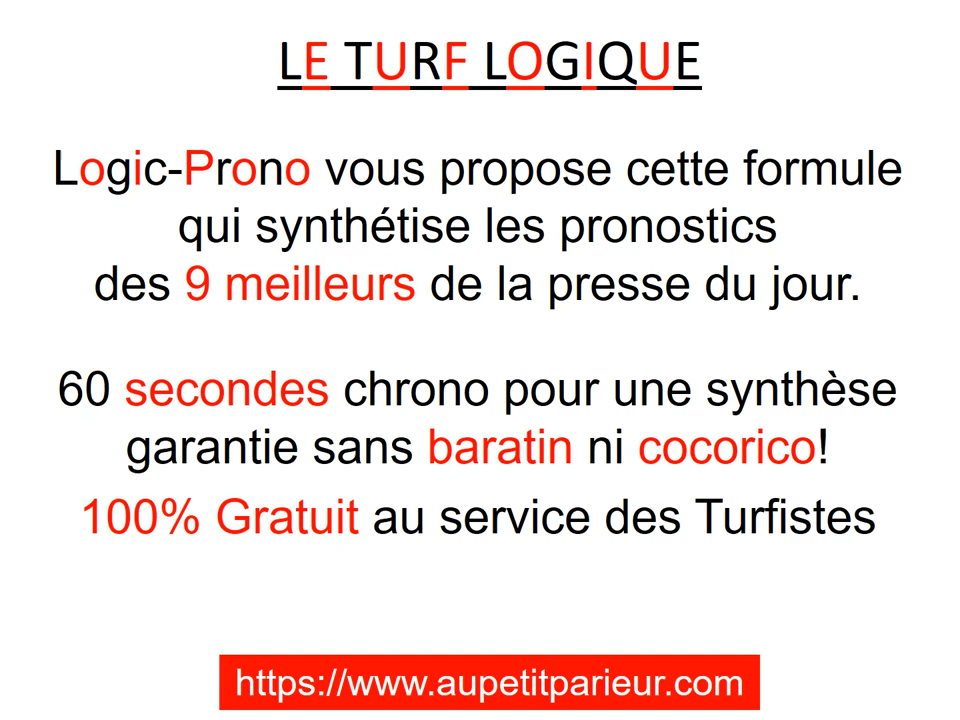 LE TURF LOGIQUE
Logic-Prono vous propose cette formule
qui synthétise les pronostics
des 9 meilleurs de la presse du jour.
60 secondes chrono pour une synthèse
garantie sans baratin ni cocorico!
100% Gratuit au service des Turfistes
https://www.aupetitparieur.com